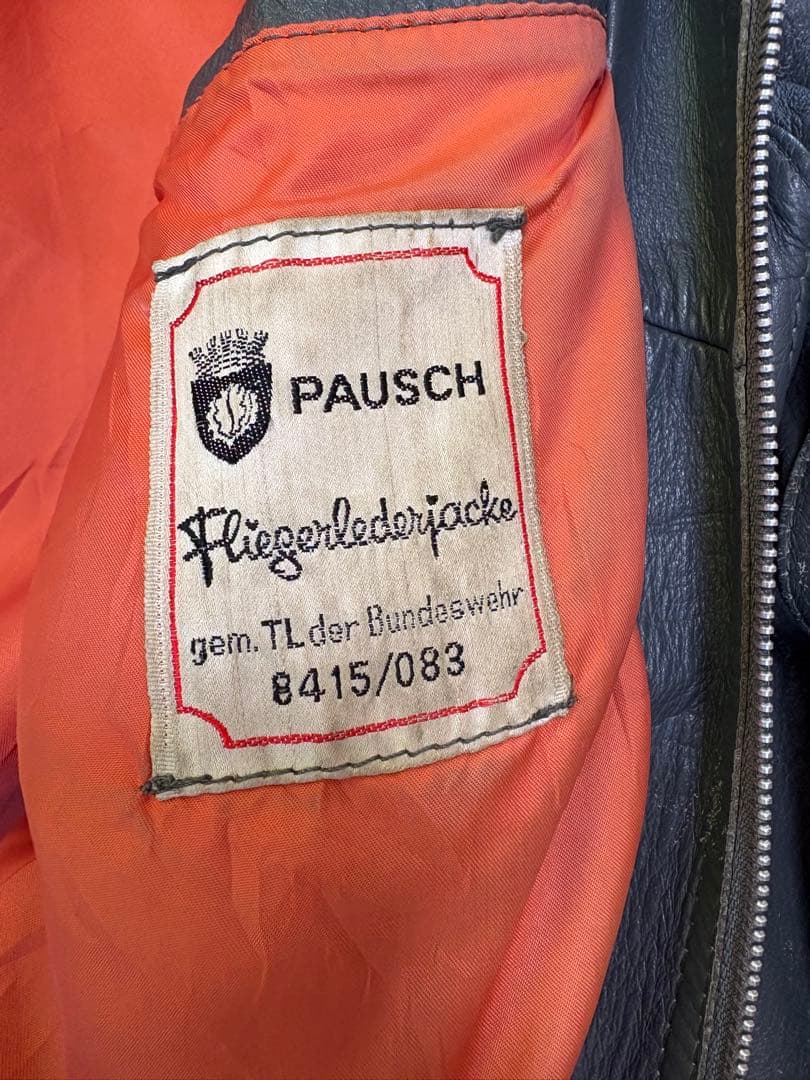 PAUSCH
Fliegerlederjacke
gem. TL der Bundeswehr
8415/083